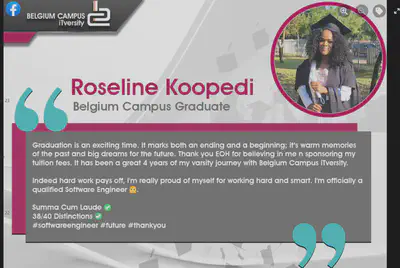 BELGIUM CAMPUS
iTversity
Roseline Koopedi
Belgium Campus Graduate
Graduation is an exciting time. It marks both an ending and a beginning; it's warm memories
of the past and big dreams for the future. Thank you EOH for believing in me n sponsoring my
tuition fees. It has been a great 4 years of my varsity journey with Belgium Campus iTversity.
Indeed hard work pays off, I'm really proud of myself for working hard and smart. I'm officially a
qualified Software Engineer 👩‍🎓.
Summa Cum Laude ✅
38/40 Distinctions ✅
#softwareengineer #future #thankyou